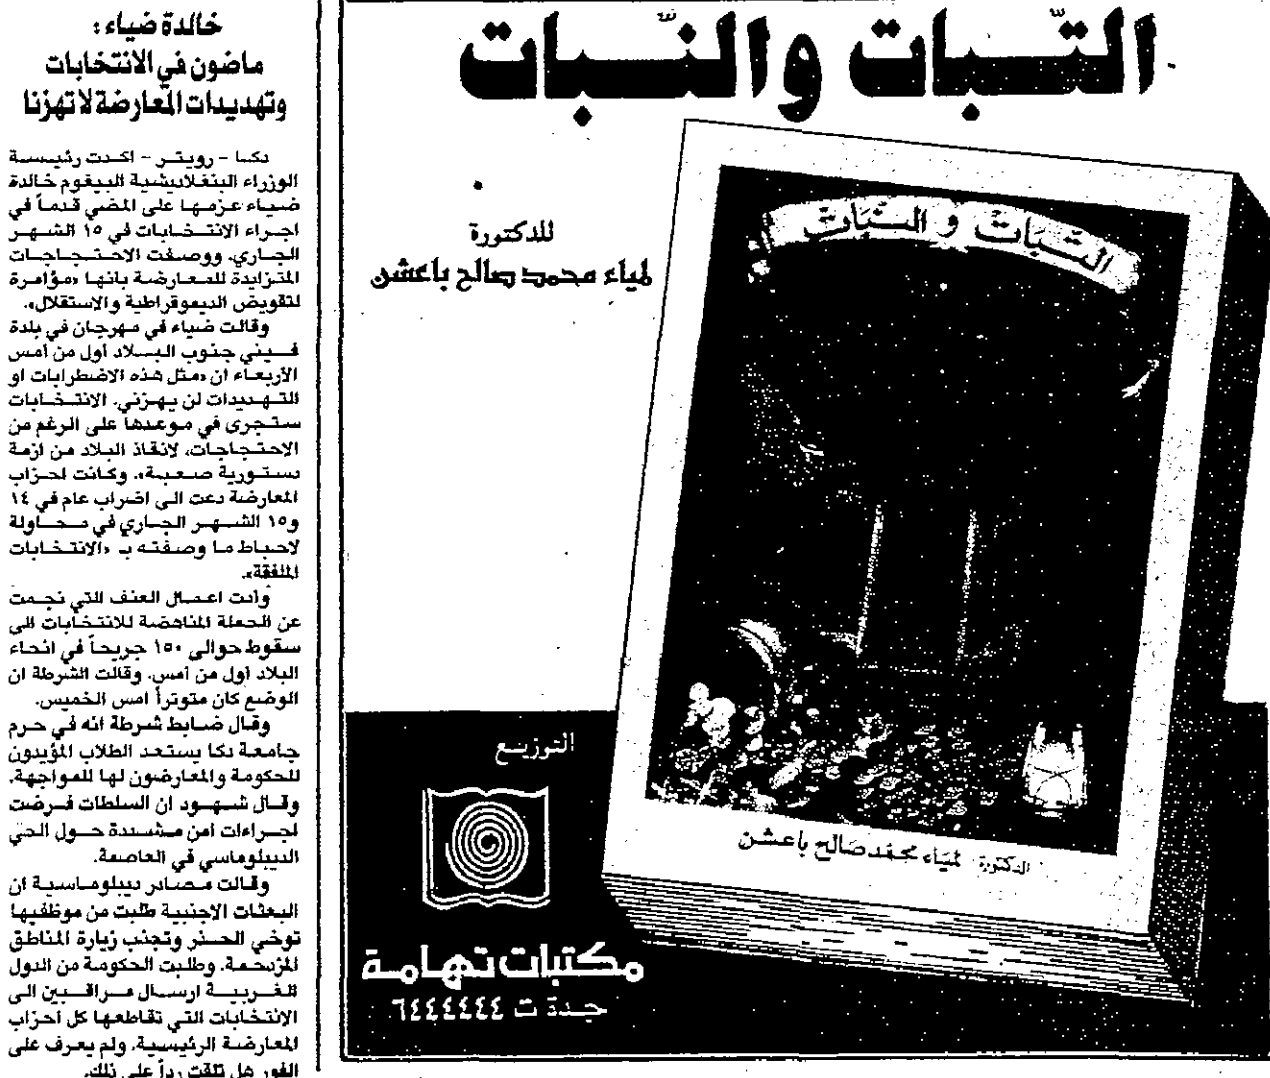 خالدة ضياء :
ماضون في الانتخابات
وتهديدات المعارضة لا تهزنا
دكا – رويتر – اكدت رئيسة
الوزراء البنغلاديشية البيغوم خالدة
ضياء عزمها على المضي قدماً في
اجراء الانتخابات في ١٥ الشهر
الجاري. ووصفت الاحتجاجات
المتزايدة للمعارضة بانها «مؤامرة
لتقويض الديموقراطية والاستقلال».
وقالت ضياء في مهرجان في بلدة
فيني جنوب البلاد أول من أمس
الأربعاء ان «مثل هذه الاضطرابات او
التهديدات لن يهزني. الانتخابات
ستجرى في موعدها على الرغم من
الاحتجاجات، لانقاذ البلاد من ازمة
دستورية صعبة». وكانت احزاب
المعارضة دعت الى اضراب عام في ١٤
و١٥ الشهر الجاري في محاولة
لاحباط ما وصفته بـ «الانتخابات
الملفقة».
وأدت اعمال العنف التي نجمت
عن الحملة المناهضة للانتخابات الى
سقوط حوالى ١٥٠ جريحاً في انحاء
البلاد أول من أمس. وقالت الشرطة ان
الوضع كان متوتراً امس الخميس.
وقال ضابط شرطة انه في حرم
جامعة دكا يستعد الطلاب المؤيدون
للحكومة والمعارضون لها للمواجهة.
وقال شهود ان السلطات فرضت
اجراءات امن مشددة حول الحي
الديبلوماسي في العاصمة.
وقالت مصادر ديبلوماسية ان
البعثات الاجنبية طلبت من موظفيها
توخي الحذر وتجنب زيارة المناطق
المزدحمة. وطلبت الحكومة من الدول
الغربية ارسال مراقبين الى
الانتخابات التي تقاطعها كل احزاب
المعارضة الرئيسية. ولم يعرف على
الفور هل تلقت رداً على ذلك.
التّبات والنّبات
للدكتورة
لمياء محمد صالح باعشن
التبات و النبات
الدكتورة لمياء محمد صالح باعشن
التوزيع
مكتبات تهامة
جدة ت ٦٤٤٤٤٤٤